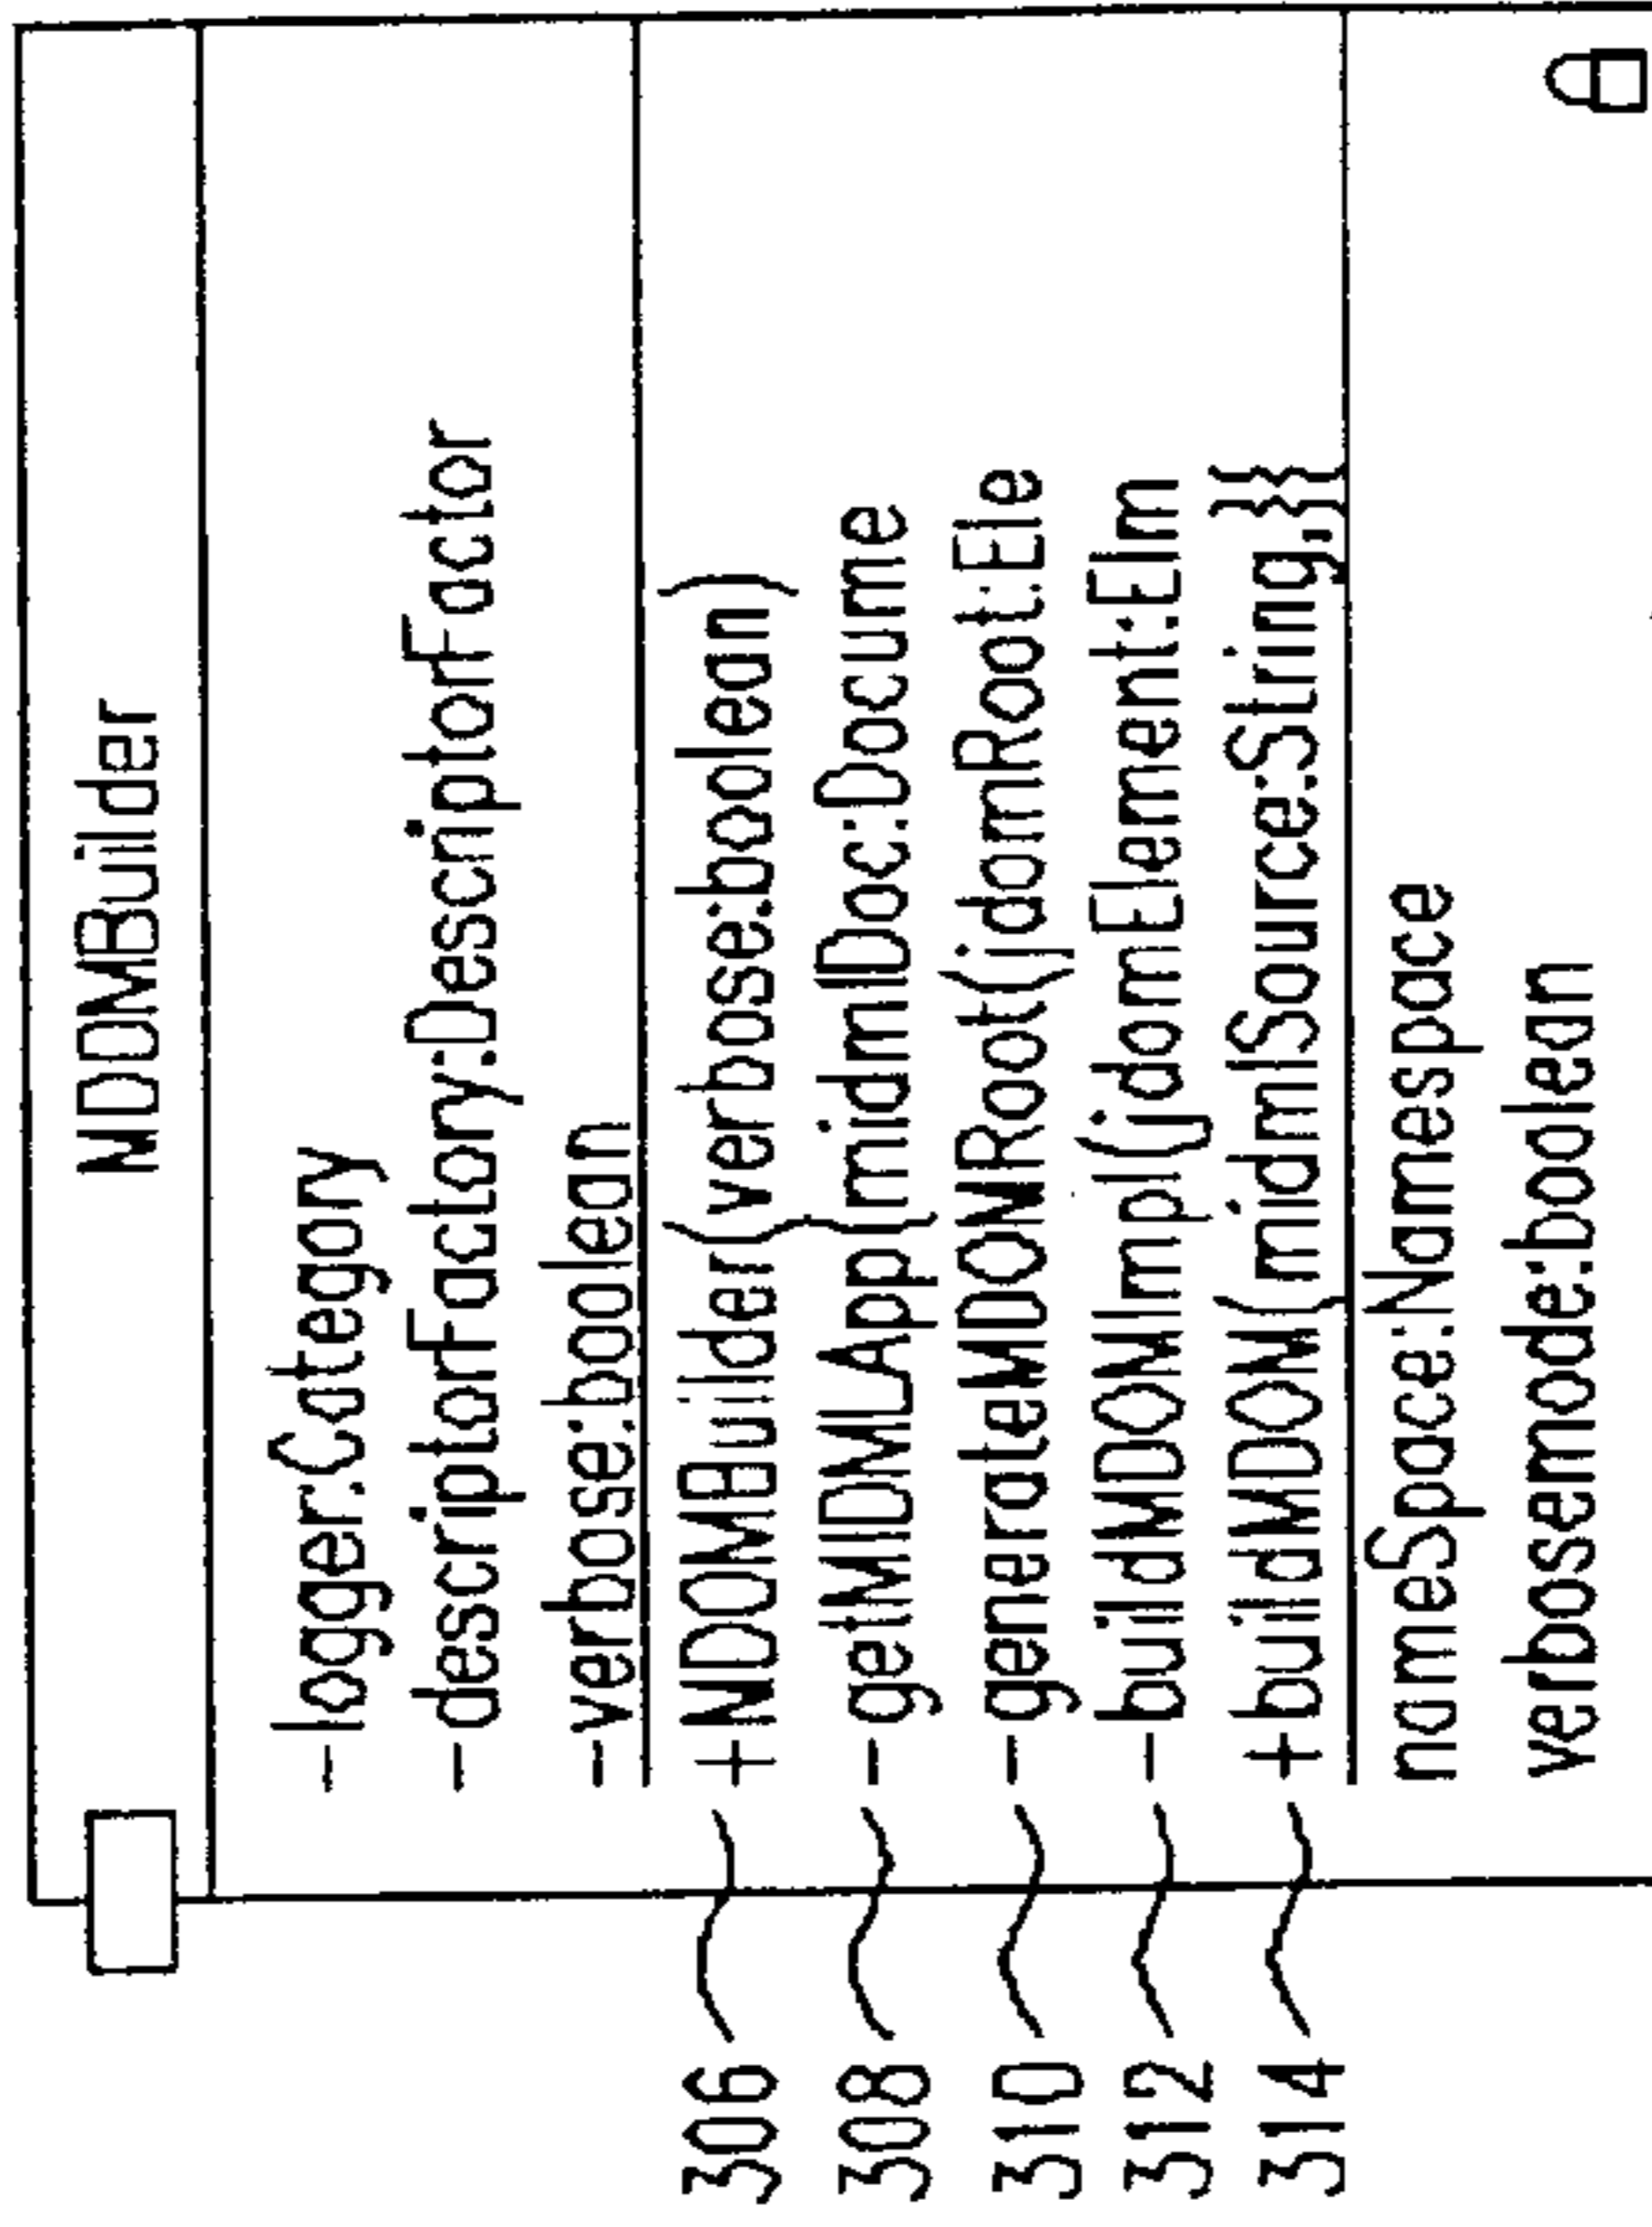 MDOMBuilder
-logger:Category
-descriptorFactory:DescriptorFactor
-verbose:boolean
306 +MDOMBuilder(verbose:boolean)
308 -getMIDMLAppl(midmlDoc:Docume
310 -generateMDOMRoot(jdomRoot:Ele
312 -buildMDOMImpl(jdomElement:Elm
314 +buildMDOM(midmlSource:String,
nameSpace:Namespace
verbosemode:boolean